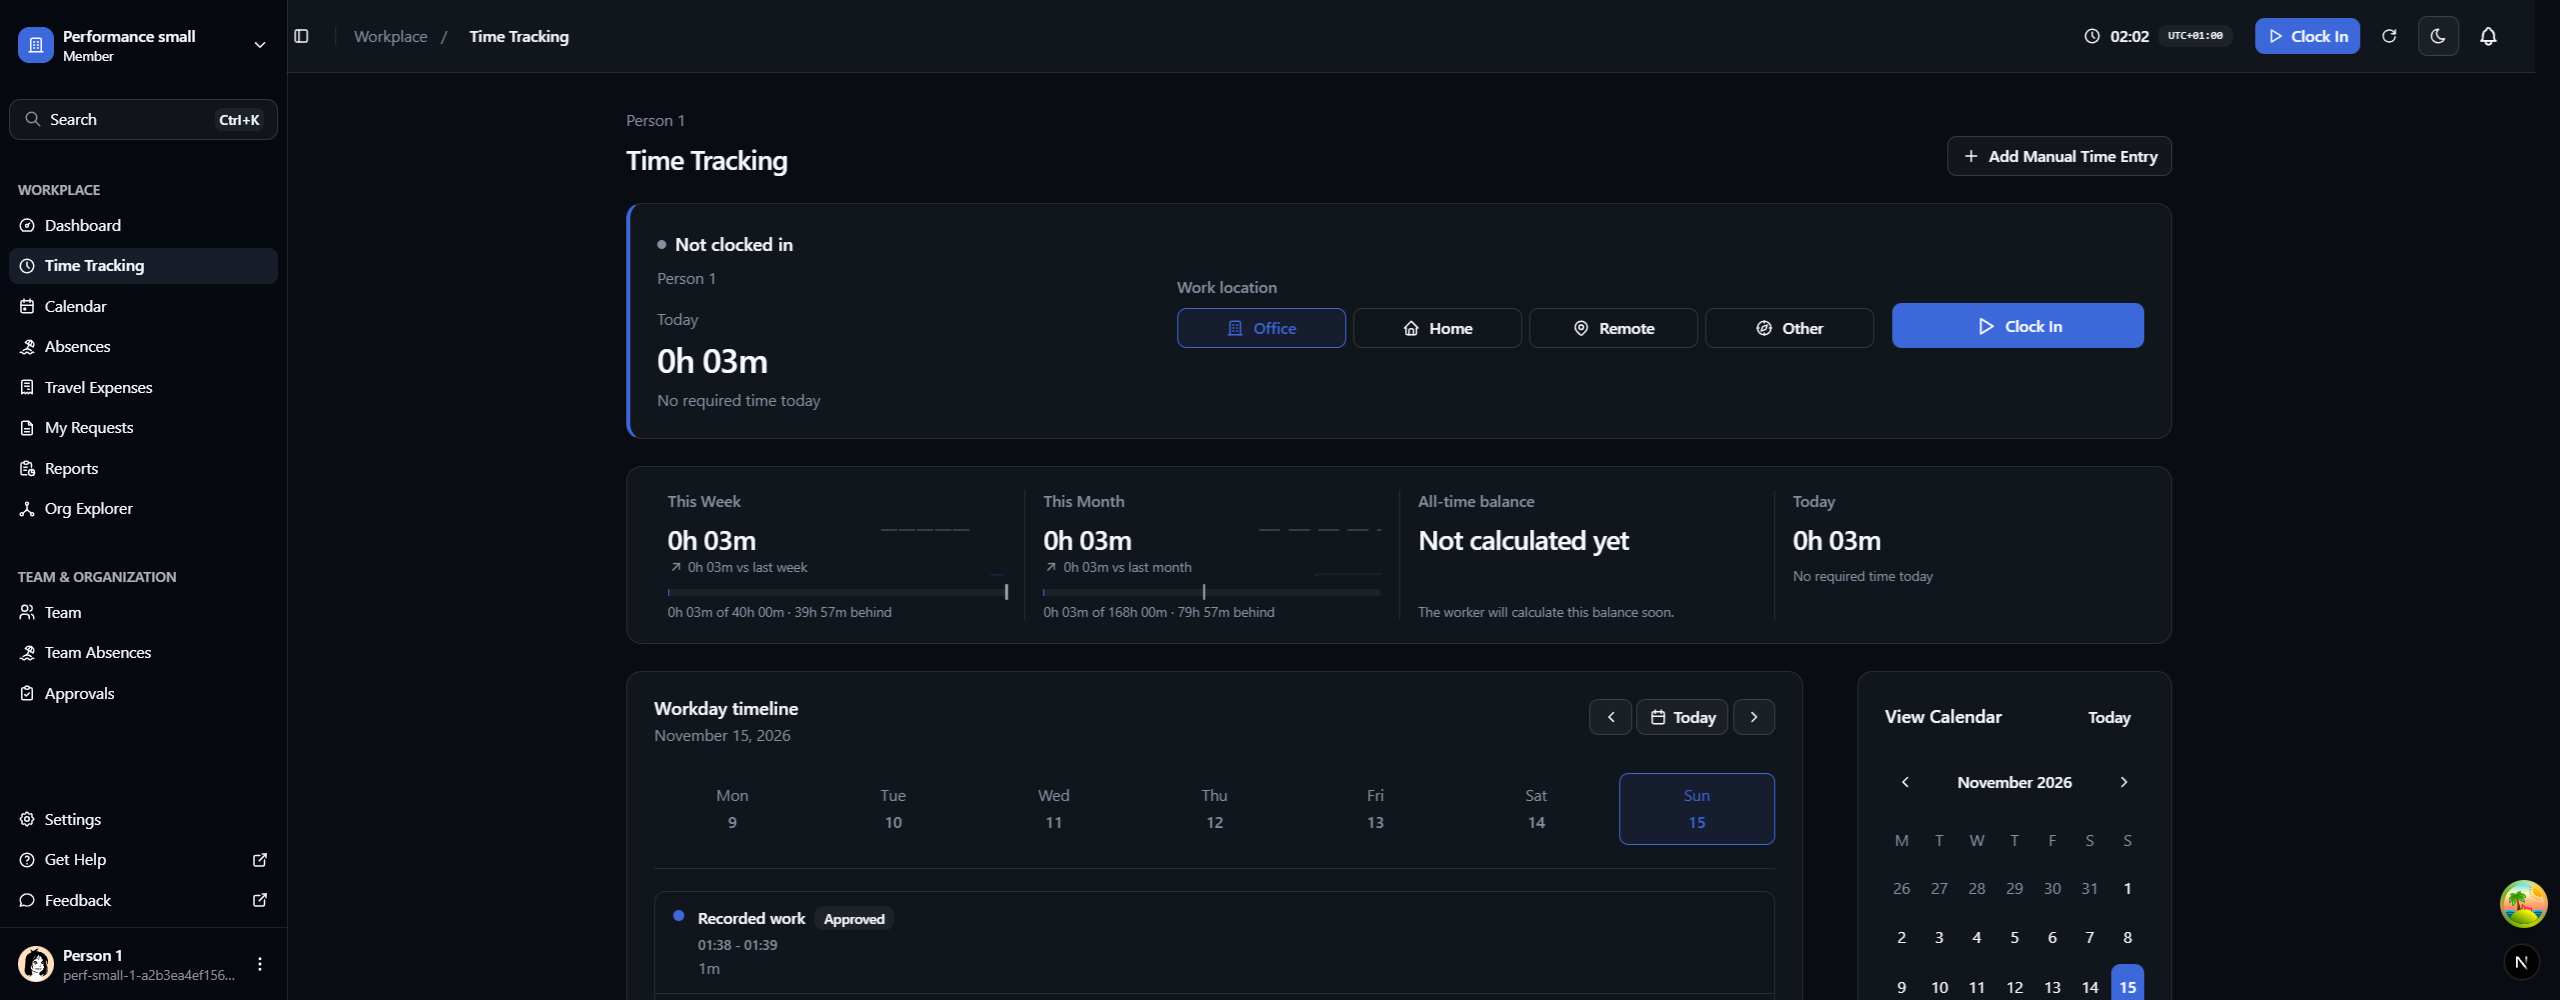 Performance small
Member
Search
Ctrl+K
WORKPLACE
Dashboard
Time Tracking
Calendar
Absences
Travel Expenses
My Requests
Reports
Org Explorer
TEAM & ORGANIZATION
Team
Team Absences
Approvals
Settings
Get Help
Feedback
Person 1
perf-small-1-a2b3ea4ef156...
Workplace / Time Tracking
02:02 UTC+01:00 Clock In
Person 1
Time Tracking
+ Add Manual Time Entry
Not clocked in
Person 1
Today
0h 03m
No required time today
Work location
Office Home Remote Other Clock In
This Week
0h 03m
0h 03m vs last week
0h 03m of 40h 00m · 39h 57m behind
This Month
0h 03m
0h 03m vs last month
0h 03m of 168h 00m · 79h 57m behind
All-time balance
Not calculated yet
The worker will calculate this balance soon.
Today
0h 03m
No required time today
Workday timeline
November 15, 2026
Today
Mon Tue Wed Thu Fri Sat Sun
9 10 11 12 13 14 15
Recorded work Approved
01:38 - 01:39
1m
View Calendar Today
November 2026
M T W T F S S
26 27 28 29 30 31 1
2 3 4 5 6 7 8
9 10 11 12 13 14 15
N